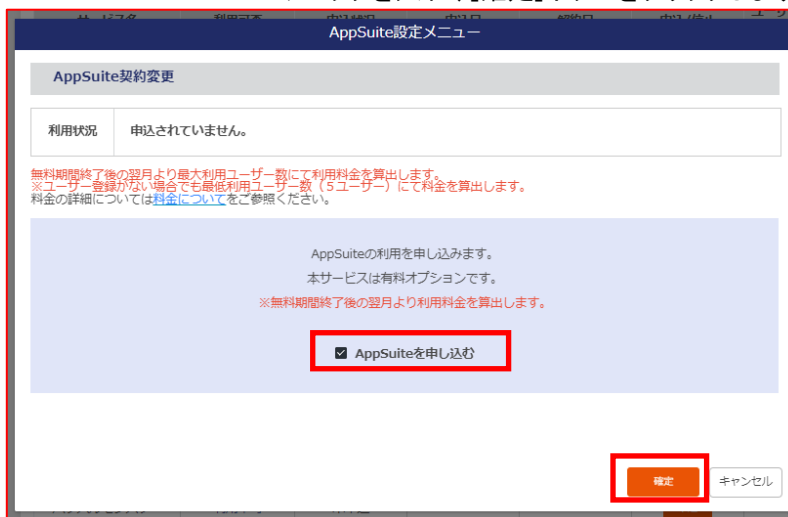 AppSuite設定メニュー
AppSuite契約変更
利用状況 申込されていません。
無料期間終了後の翌月より最大利用ユーザー数にて利用料金を算出します。
※ユーザー登録がない場合でも最低利用ユーザー数（5ユーザー）にて料金を算出します。
料金の詳細については料金についてをご参照ください。
AppSuiteの利用を申し込みます。
本サービスは有料オプションです。
※無料期間終了後の翌月より利用料金を算出します。
AppSuiteを申し込む
確定 キャンセル